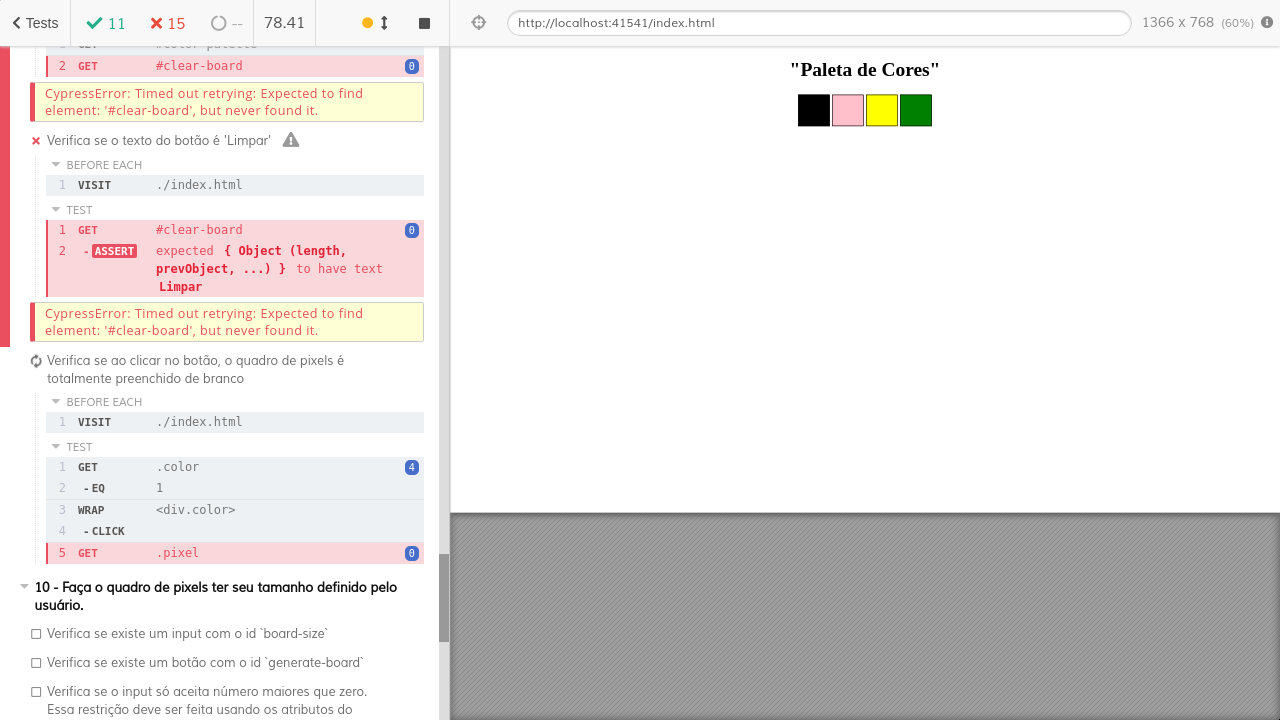 Tests
11
15
--
78.41
http://localhost:41541/index.html
1366 x 768 (60%)
1 GET #color-palette
2 GET #clear-board 0
CypressError: Timed out retrying: Expected to find
element: '#clear-board', but never found it.
Verifica se o texto do botão é 'Limpar'
BEFORE EACH
1 VISIT ./index.html
TEST
1 GET #clear-board 0
2 - ASSERT expected { Object (length,
prevObject, ...) } to have text
Limpar
CypressError: Timed out retrying: Expected to find
element: '#clear-board', but never found it.
Verifica se ao clicar no botão, o quadro de pixels é
totalmente preenchido de branco
BEFORE EACH
1 VISIT ./index.html
TEST
1 GET .color 4
2 - EQ 1
3 WRAP <div.color>
4 - CLICK
5 GET .pixel 0
10 - Faça o quadro de pixels ter seu tamanho definido pelo
usuário.
Verifica se existe um input com o id `board-size`
Verifica se existe um botão com o id `generate-board`
Verifica se o input só aceita número maiores que zero.
Essa restrição deve ser feita usando os atributos do
"Paleta de Cores"